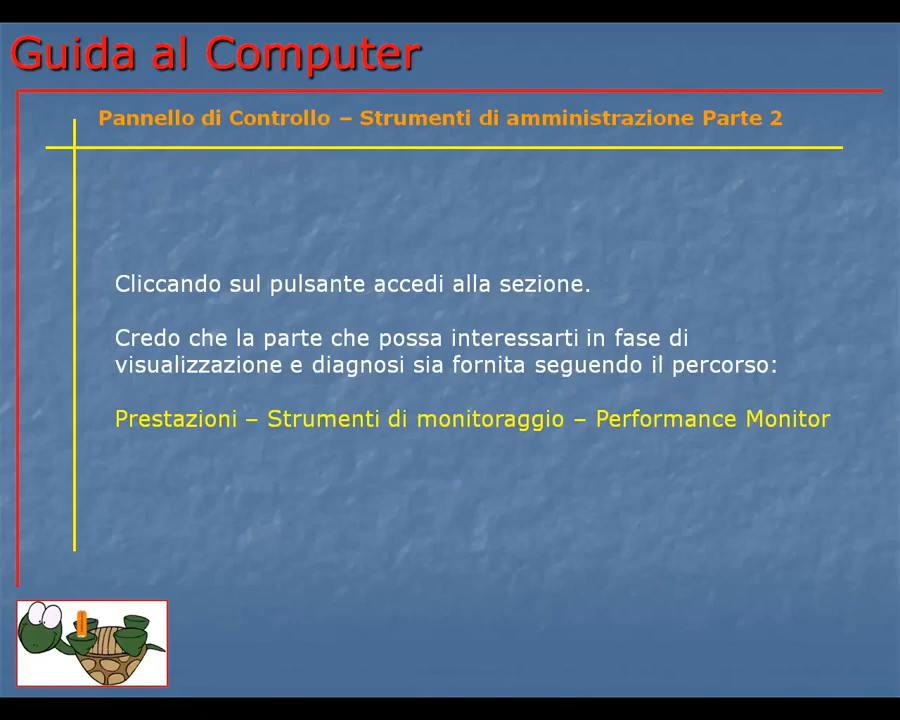 Guida al Computer
Pannello di Controllo – Strumenti di amministrazione Parte 2
Cliccando sul pulsante accedi alla sezione.
Credo che la parte che possa interessarti in fase di
visualizzazione e diagnosi sia fornita seguendo il percorso:
Prestazioni – Strumenti di monitoraggio – Performance Monitor